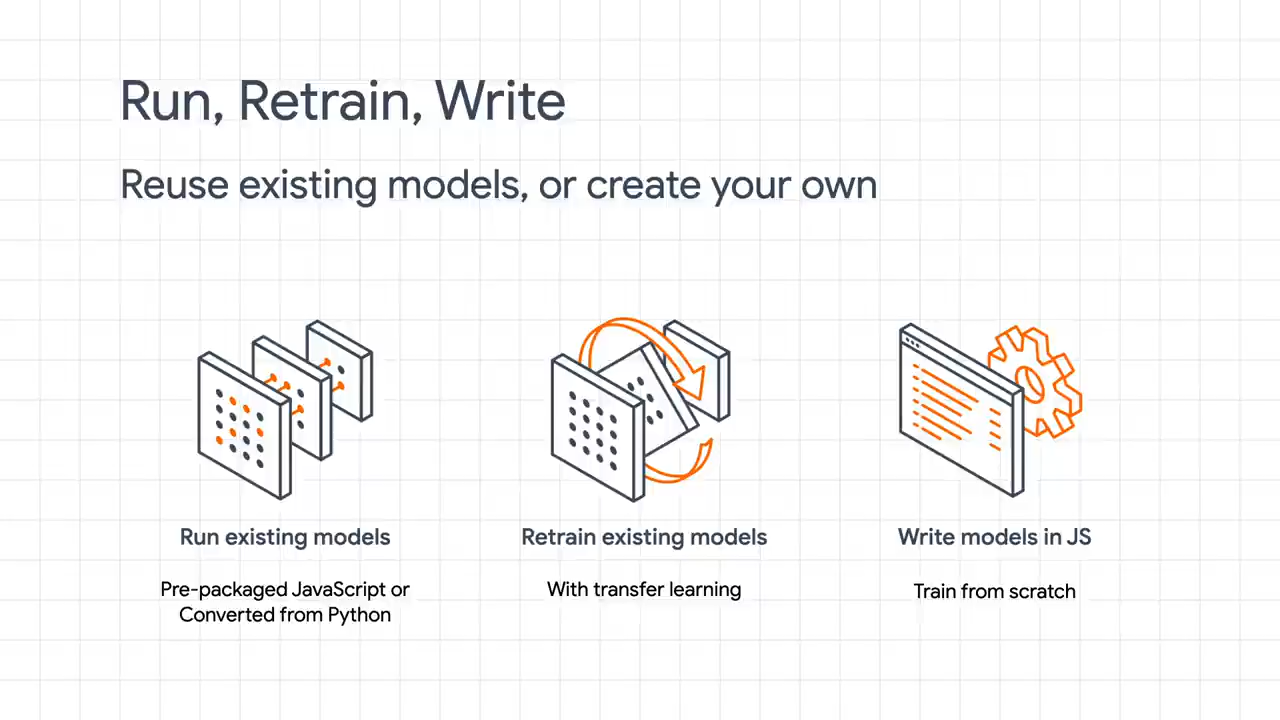 Run, Retrain, Write
Reuse existing models, or create your own
Run existing models
Pre-packaged JavaScript or
Converted from Python
Retrain existing models
With transfer learning
Write models in JS
Train from scratch